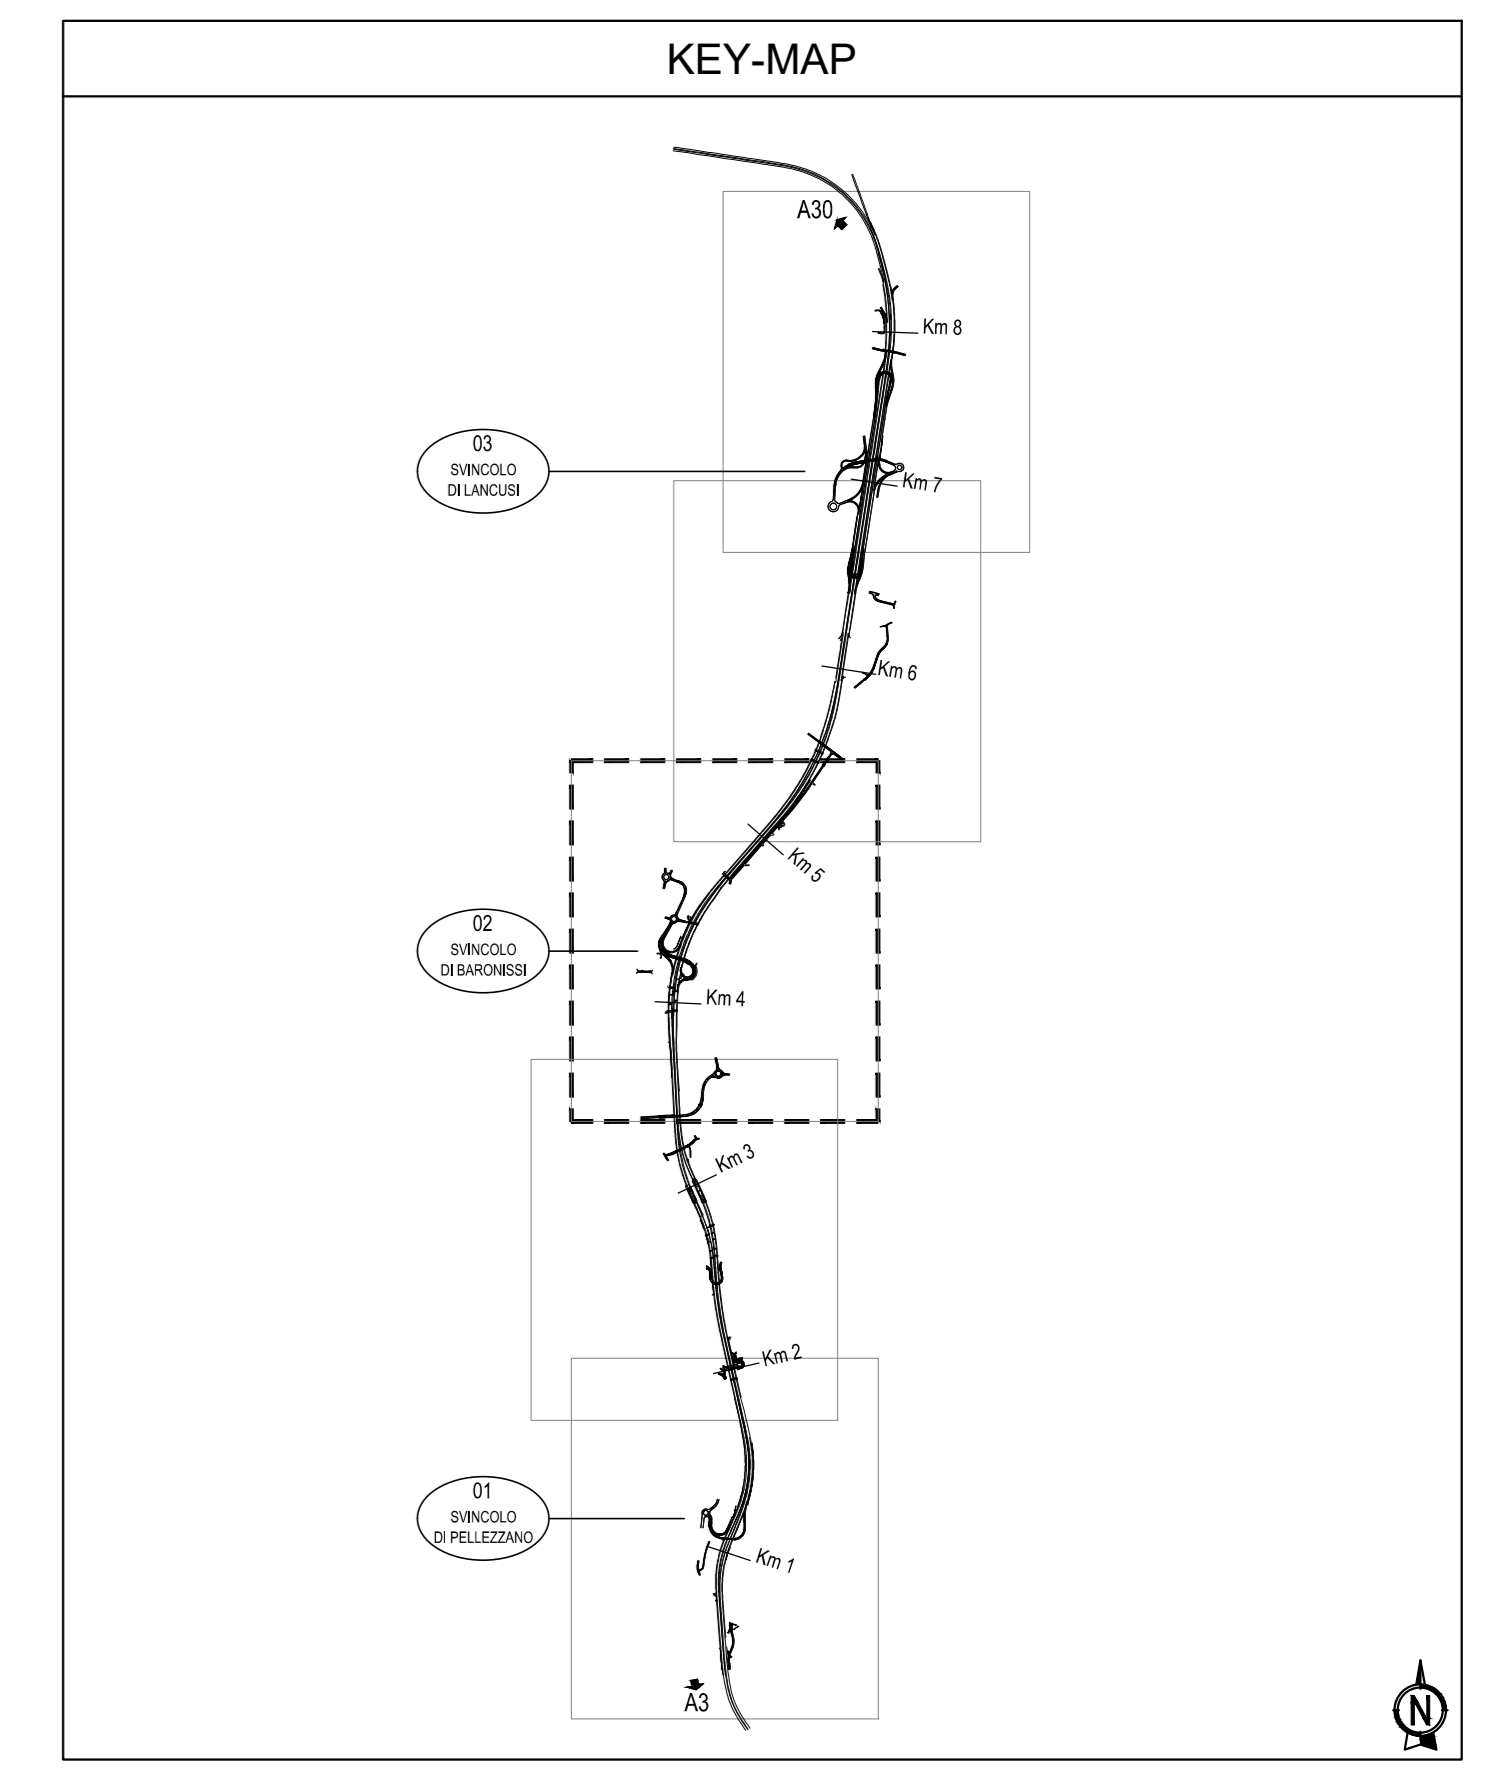 KEY-MAP
A30
Km 8
03
SVINCOLO
DI LANCUSI
Km 7
Km 6
Km 5
02
SVINCOLO
DI BARONISSI
Km 4
Km 3
Km 2
01
SVINCOLO
DI PELLEZZANO
Km 1
A3
N